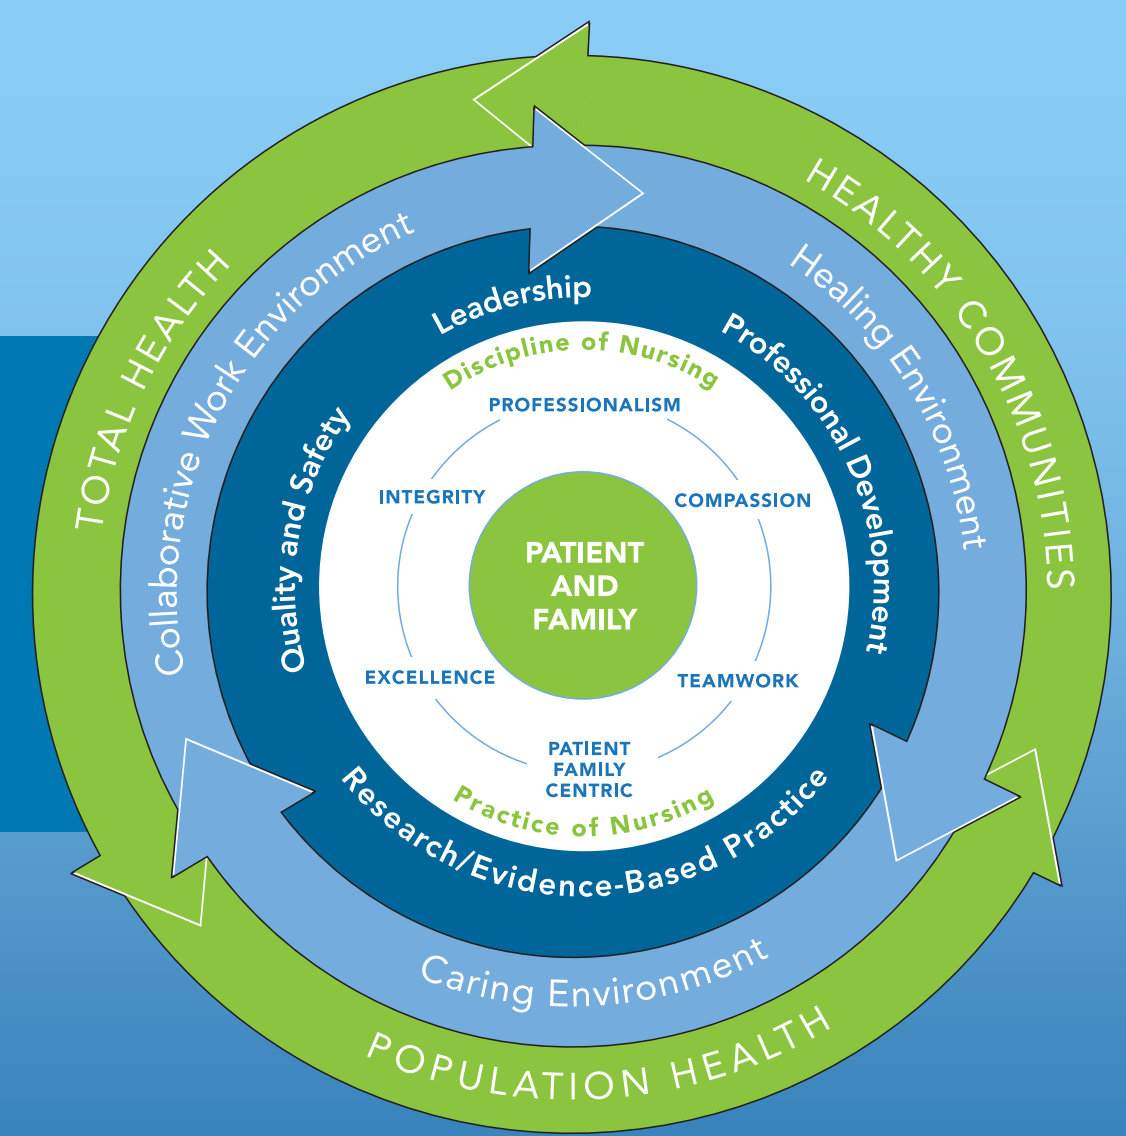 TOTAL HEALTH
HEALTHY COMMUNITIES
POPULATION HEALTH
Collaborative Work Environment
Healing Environment
Caring Environment
Leadership
Professional Development
Quality and Safety
Research/Evidence-Based Practice
Discipline of Nursing
PROFESSIONALISM
INTEGRITY
COMPASSION
PATIENT
AND
FAMILY
EXCELLENCE
TEAMWORK
PATIENT
FAMILY
CENTRIC
Practice of Nursing